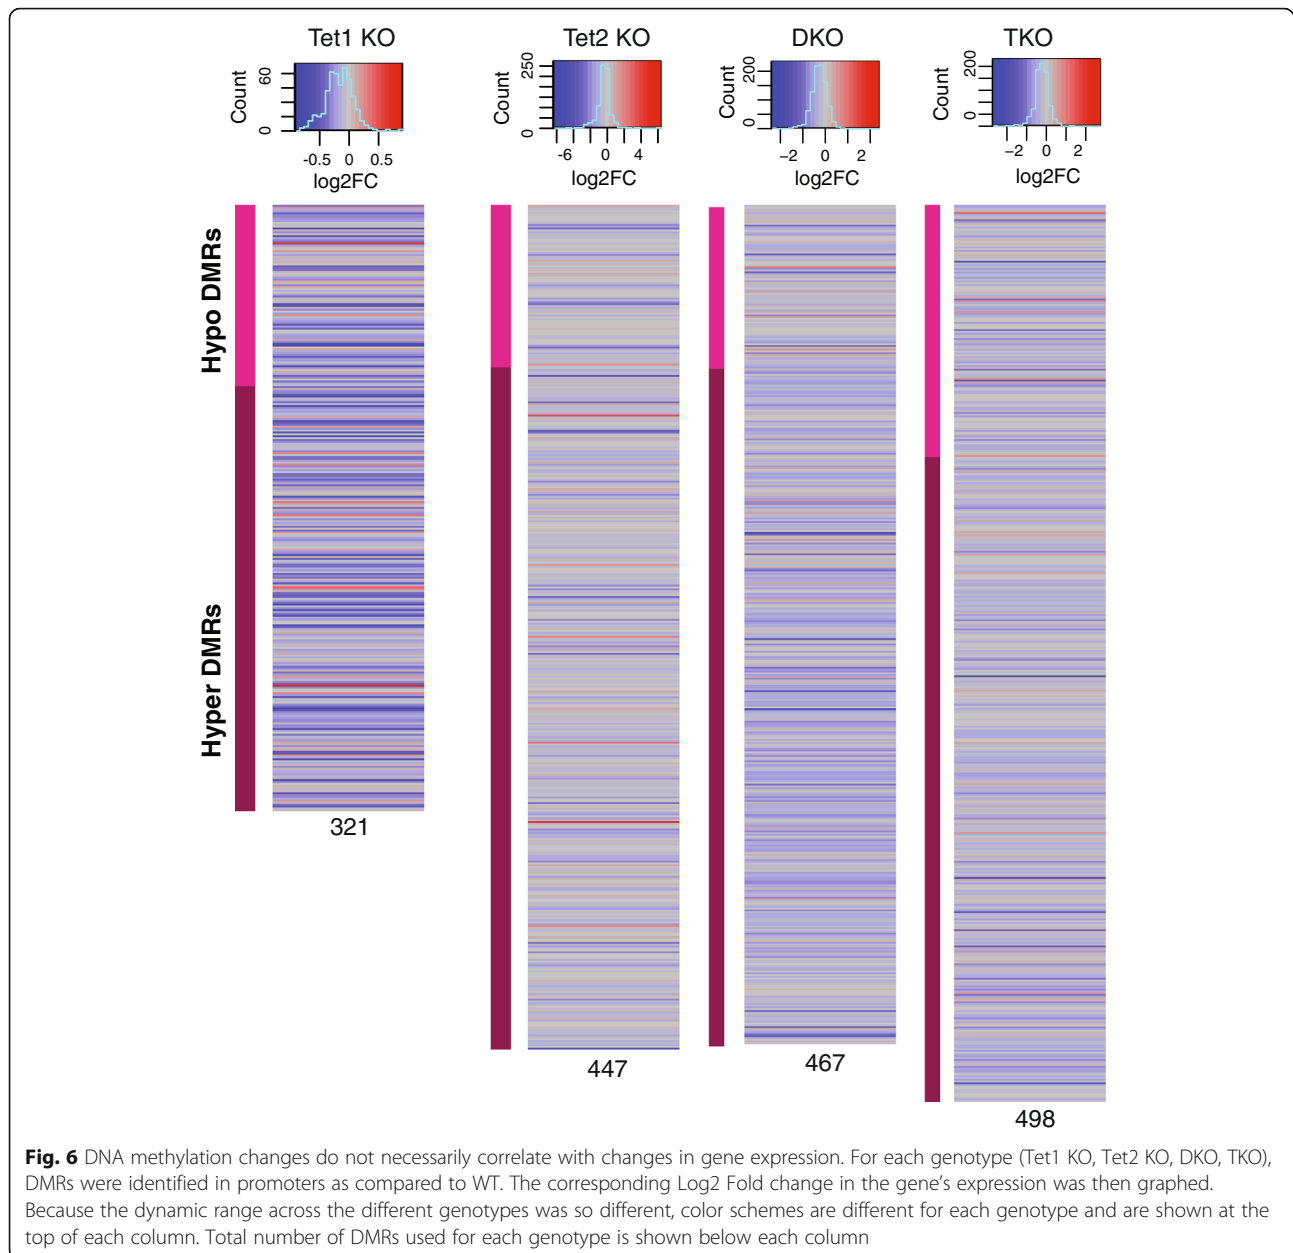 Tet1 KO
Tet2 KO
DKO
TKO
Count
60
0
-0.5 0 0.5
log2FC
Count
250
0
-6 0 4
log2FC
Count
200
0
−2 0 2
log2FC
Count
200
0
−2 0 2
log2FC
Hypo DMRs
Hyper DMRs
321
447
467
498
Fig. 6 DNA methylation changes do not necessarily correlate with changes in gene expression. For each genotype (Tet1 KO, Tet2 KO, DKO, TKO),
DMRs were identified in promoters as compared to WT. The corresponding Log2 Fold change in the gene's expression was then graphed.
Because the dynamic range across the different genotypes was so different, color schemes are different for each genotype and are shown at the
top of each column. Total number of DMRs used for each genotype is shown below each column